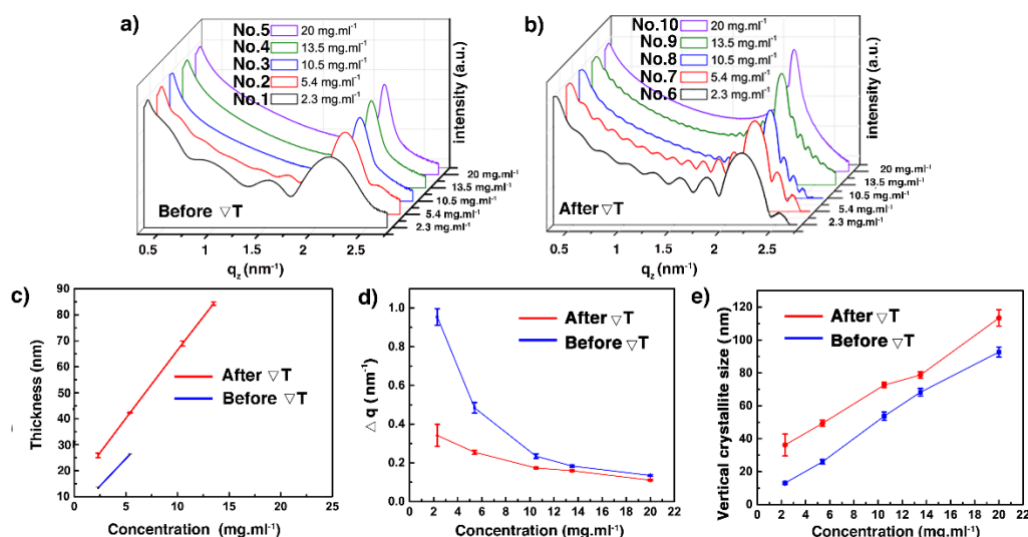 a)
No.5 20 mg.ml⁻¹
No.4 13.5 mg.ml⁻¹
No.3 10.5 mg.ml⁻¹
No.2 5.4 mg.ml⁻¹
No.1 2.3 mg.ml⁻¹
intensity (a.u.)
20 mg.ml⁻¹
13.5 mg.ml⁻¹
10.5 mg.ml⁻¹
5.4 mg.ml⁻¹
2.3 mg.ml⁻¹
Before ▽T
0.5 1 1.5 2 2.5
q_z (nm⁻¹)
b)
No.10 20 mg.ml⁻¹
No.9 13.5 mg.ml⁻¹
No.8 10.5 mg.ml⁻¹
No.7 5.4 mg.ml⁻¹
No.6 2.3 mg.ml⁻¹
intensity (a.u.)
20 mg.ml⁻¹
13.5 mg.ml⁻¹
10.5 mg.ml⁻¹
5.4 mg.ml⁻¹
2.3 mg.ml⁻¹
After ▽T
0.5 1 1.5 2 2.5
q_z (nm⁻¹)
c)
Thickness (nm)
90
80
70
60
50
40
30
20
10
After ▽T
Before ▽T
0 5 10 15 20 25
Concentration (mg.ml⁻¹)
d)
△ q (nm⁻¹)
1.0
0.8
0.6
0.4
0.2
0.0
After ▽T
Before ▽T
0 2 4 6 8 10 12 14 16 18 20 22
Concentration (mg.ml⁻¹)
e)
Vertical crystallite size (nm)
120
100
80
60
40
20
0
After ▽T
Before ▽T
0 2 4 6 8 10 12 14 16 18 20 22
Concentration (mg.ml⁻¹)